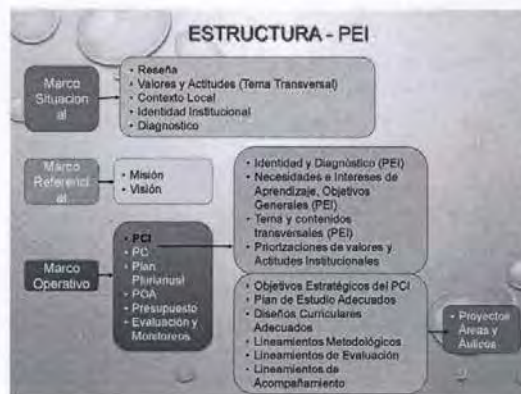 ESTRUCTURA - PEI
Marco
Situacion
al
• Reseña
• Valores y Actitudes (Tema Transversal)
• Contexto Local
• Identidad Institucional
• Diagnóstico
Marco
Referenci
al
• Misión
• Visión
Marco
Operativo
• PCI
• PC
• Plan
Plurianual
• POA
• Presupuesto
• Evaluación y
Monitoreos
• Identidad y Diagnóstico (PEI)
• Necesidades e Intereses de
Aprendizaje, Objetivos
Generales (PEI)
• Tema y contenidos
transversales (PEI)
• Priorizaciones de valores y
Actitudes Institucionales
• Objetivos Estratégicos del PCI
• Plan de Estudio Adecuados
• Diseños Curriculares
Adecuados
• Lineamientos Metodológicos
• Lineamientos de Evaluación
• Lineamientos de
Acompañamiento
• Proyectos
Áreas y
Áulicos